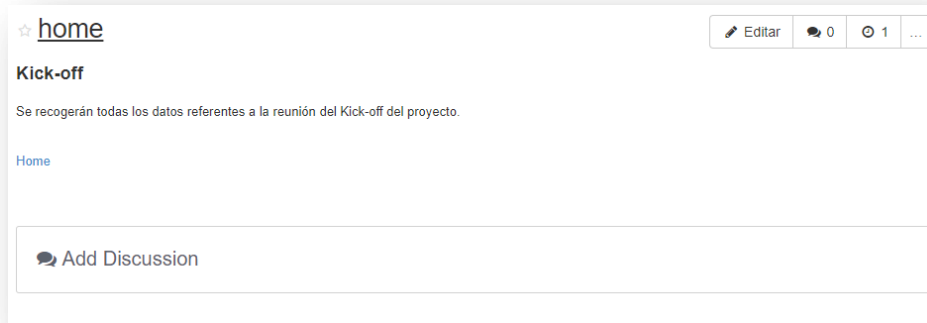 home
Editar
0
1
...
Kick-off
Se recogerán todas los datos referentes a la reunión del Kick-off del proyecto.
Home
Add Discussion